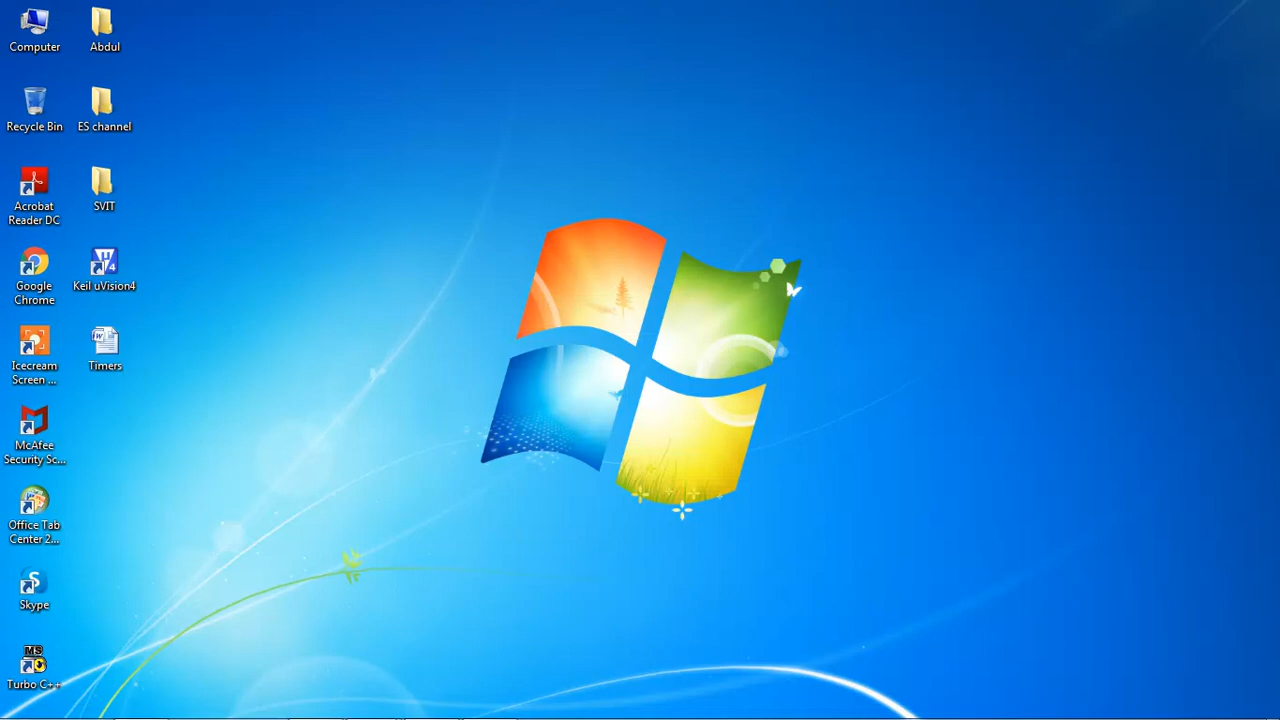 Computer
Abdul
Recycle Bin
ES channel
Acrobat
Reader DC
SVIT
Google
Chrome
Keil uVision4
Icecream
Screen ...
Timers
McAfee
Security Sc...
Office Tab
Center 2...
Skype
MS
Turbo C++